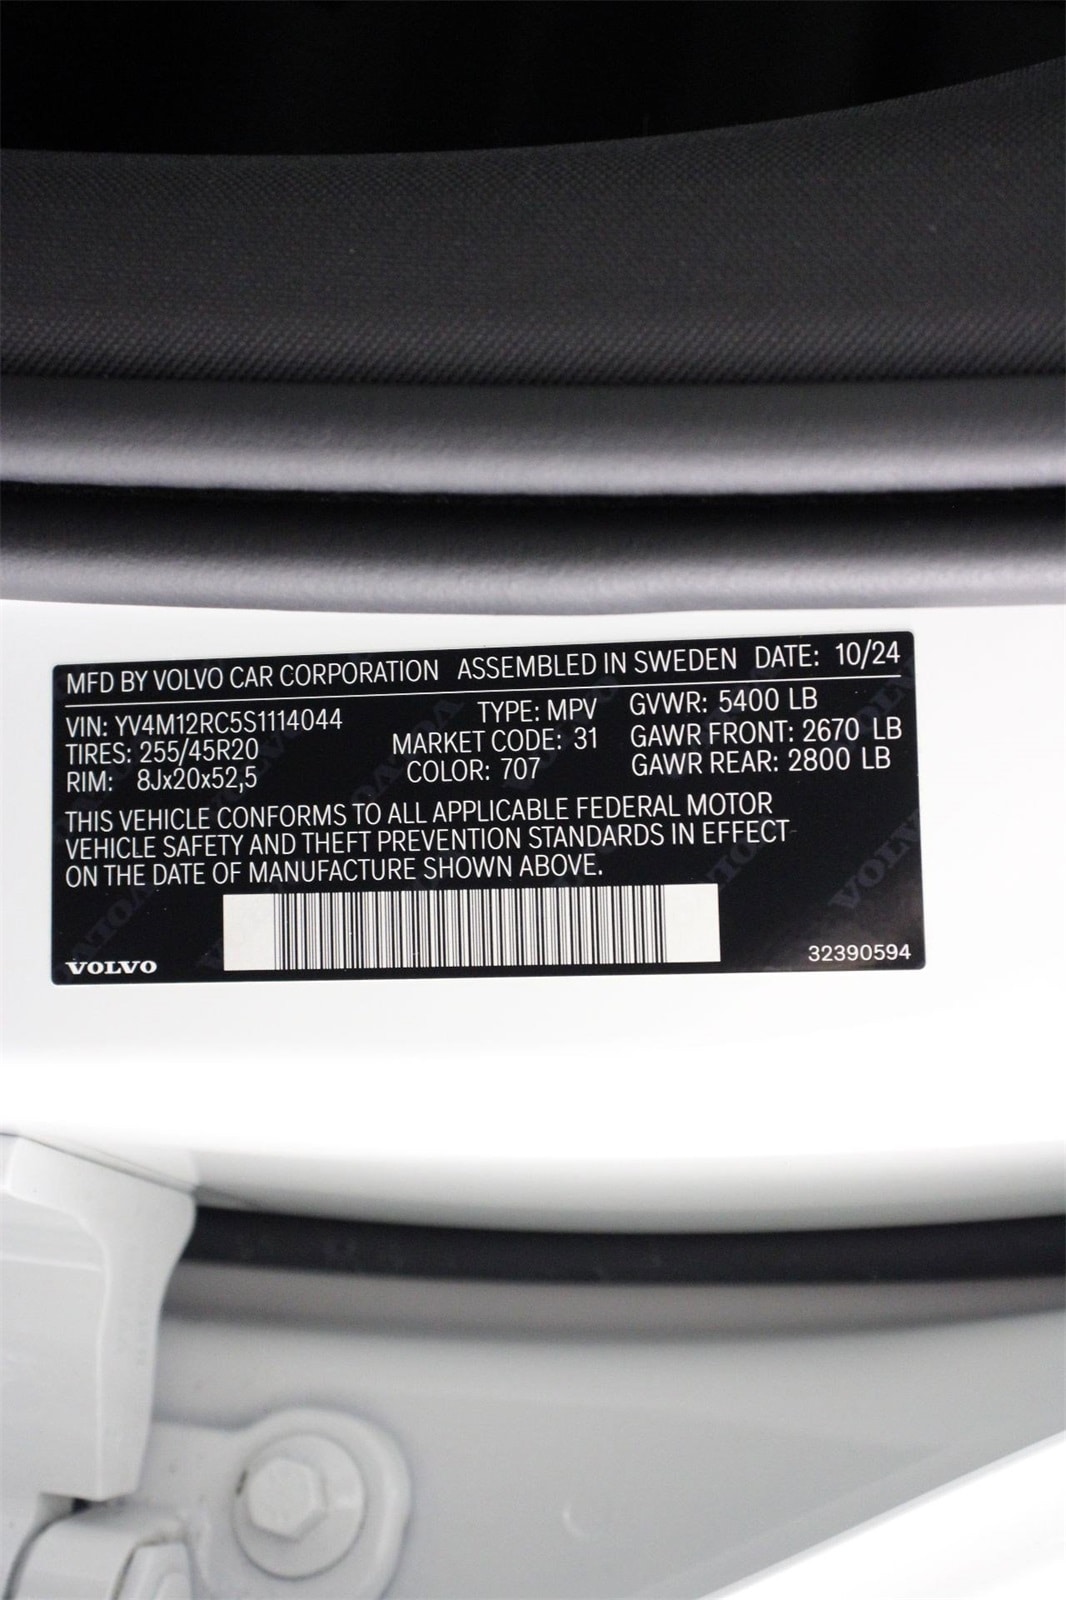 MFD BY VOLVO CAR CORPORATION ASSEMBLED IN SWEDEN DATE: 10/24
VIN: YV4M12RC5S1114044 TYPE: MPV GVWR: 5400 LB
TIRES: 255/45R20 MARKET CODE: 31 GAWR FRONT: 2670 LB
RIM: 8Jx20x52,5 COLOR: 707 GAWR REAR: 2800 LB
THIS VEHICLE CONFORMS TO ALL APPLICABLE FEDERAL MOTOR
VEHICLE SAFETY AND THEFT PREVENTION STANDARDS IN EFFECT
ON THE DATE OF MANUFACTURE SHOWN ABOVE.
VOLVO 32390594